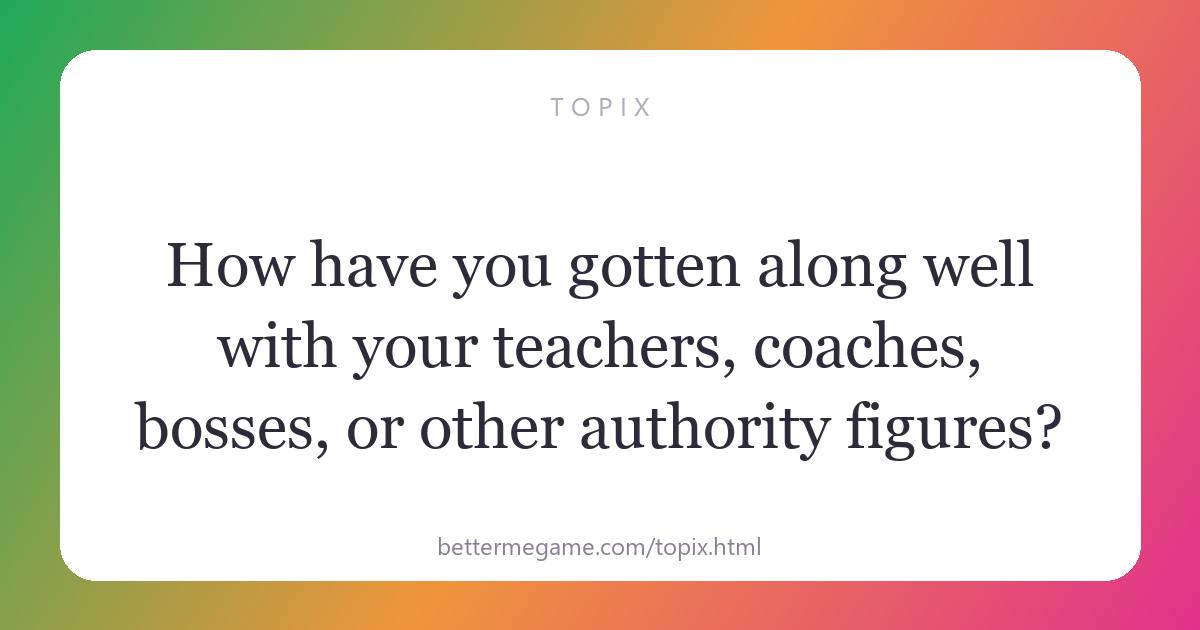 TOPIX
How have you gotten along well
with your teachers, coaches,
bosses, or other authority figures?
bettermegame.com/topix.html